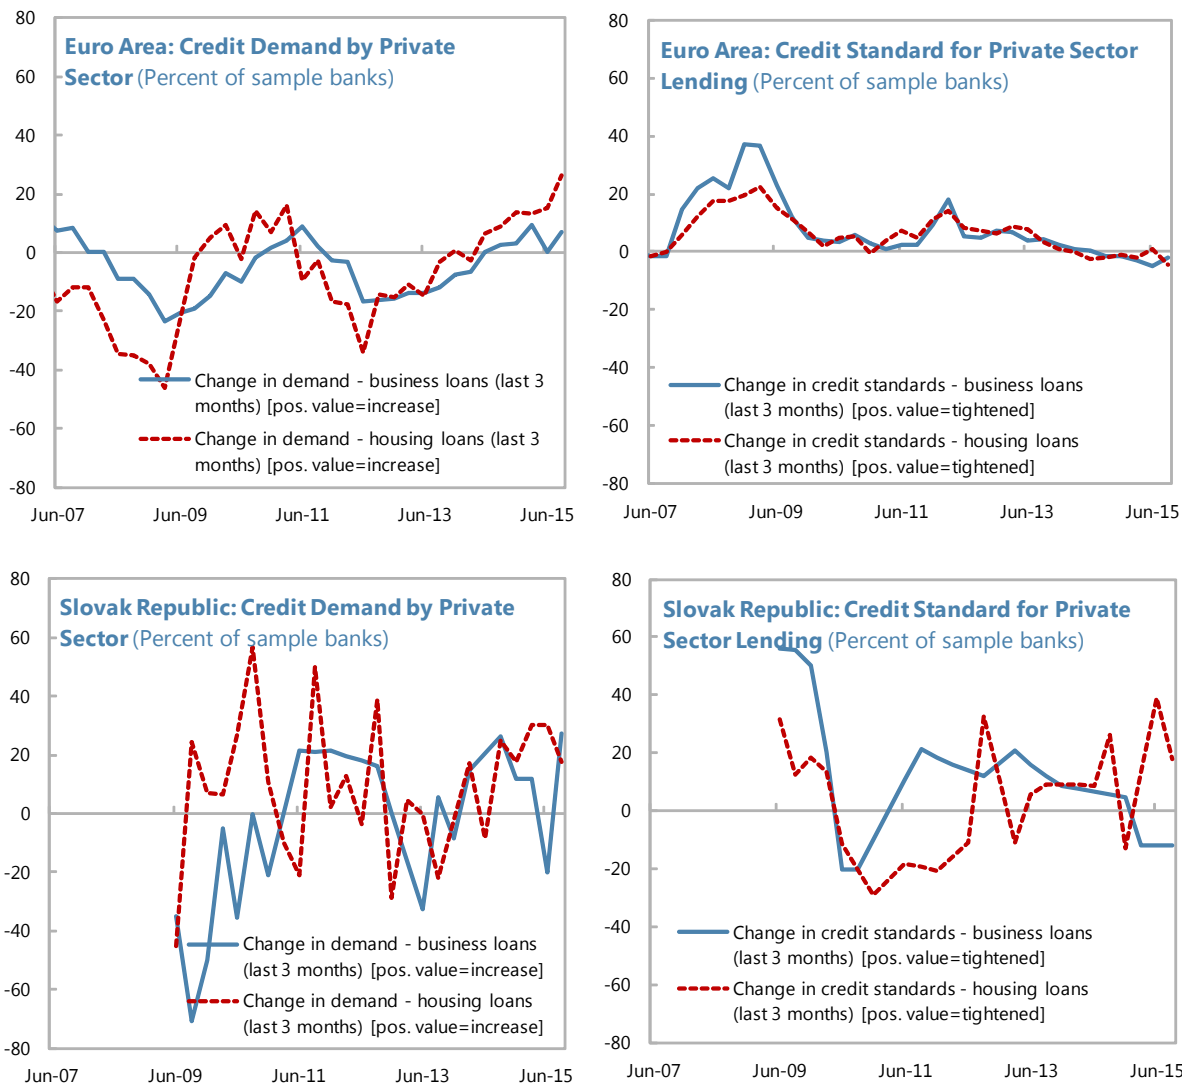 Euro Area: Credit Demand by Private
Sector (Percent of sample banks)
80
60
40
20
0
-20
-40
-60
-80
Change in demand - business loans (last 3
months) [pos. value=increase]
Change in demand - housing loans (last 3
months) [pos. value=increase]
Jun-07
Jun-09
Jun-11
Jun-13
Jun-15
Euro Area: Credit Standard for Private Sector
Lending (Percent of sample banks)
80
60
40
20
0
-20
-40
-60
-80
Change in credit standards - business loans
(last 3 months) [pos. value=tightened]
Change in credit standards - housing loans
(last 3 months) [pos. value=tightened]
Jun-07
Jun-09
Jun-11
Jun-13
Jun-15
Slovak Republic: Credit Demand by Private
Sector (Percent of sample banks)
80
60
40
20
0
-20
-40
-60
-80
Change in demand - business loans
(last 3 months) [pos. value=increase]
Change in demand - housing loans
(last 3 months) [pos. value=increase]
Jun-07
Jun-09
Jun-11
Jun-13
Jun-15
Slovak Republic: Credit Standard for Private
Sector Lending (Percent of sample banks)
80
60
40
20
0
-20
-40
-60
-80
Change in credit standards - business loans
(last 3 months) [pos. value=tightened]
Change in credit standards - housing loans
(last 3 months) [pos. value=tightened]
Jun-07
Jun-09
Jun-11
Jun-13
Jun-15